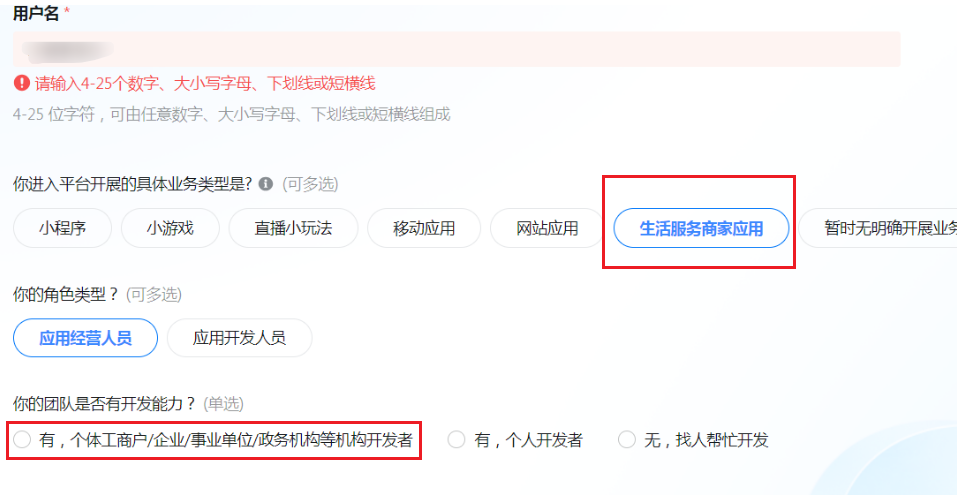 用户名 *
请输入4-25个数字、大小写字母、下划线或短横线
4-25 位字符，可由任意数字、大小写字母、下划线或短横线组成
你进入平台开展的具体业务类型是? (可多选)
小程序 小游戏 直播小玩法 移动应用 网站应用 生活服务商家应用 暂时无明确开展业务
你的角色类型？ (可多选)
应用经营人员 应用开发人员
你的团队是否有开发能力？ (单选)
有，个体工商户/企业/事业单位/政务机构等机构开发者 有，个人开发者 无，找人帮忙开发